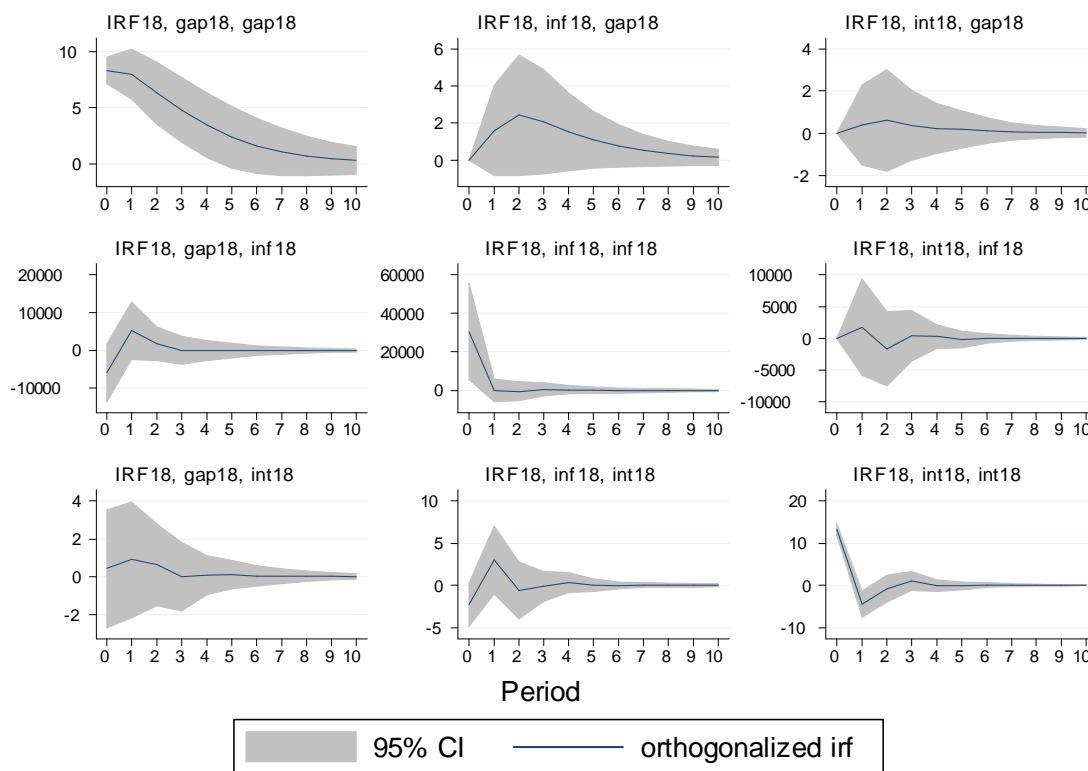 IRF18, gap18, gap18
10
5
0
0 1 2 3 4 5 6 7 8 9 10
IRF18, inf18, gap18
6
4
2
0
0 1 2 3 4 5 6 7 8 9 10
IRF18, int18, gap18
4
2
0
-2
0 1 2 3 4 5 6 7 8 9 10
IRF18, gap18, inf18
20000
10000
0
-10000
0 1 2 3 4 5 6 7 8 9 10
IRF18, inf18, inf18
60000
40000
20000
0
0 1 2 3 4 5 6 7 8 9 10
IRF18, int18, inf18
10000
5000
0
-5000
-10000
0 1 2 3 4 5 6 7 8 9 10
IRF18, gap18, int18
4
2
0
-2
0 1 2 3 4 5 6 7 8 9 10
IRF18, inf18, int18
10
5
0
-5
0 1 2 3 4 5 6 7 8 9 10
IRF18, int18, int18
20
10
0
-10
0 1 2 3 4 5 6 7 8 9 10
Period
95% CI
orthogonalized irf